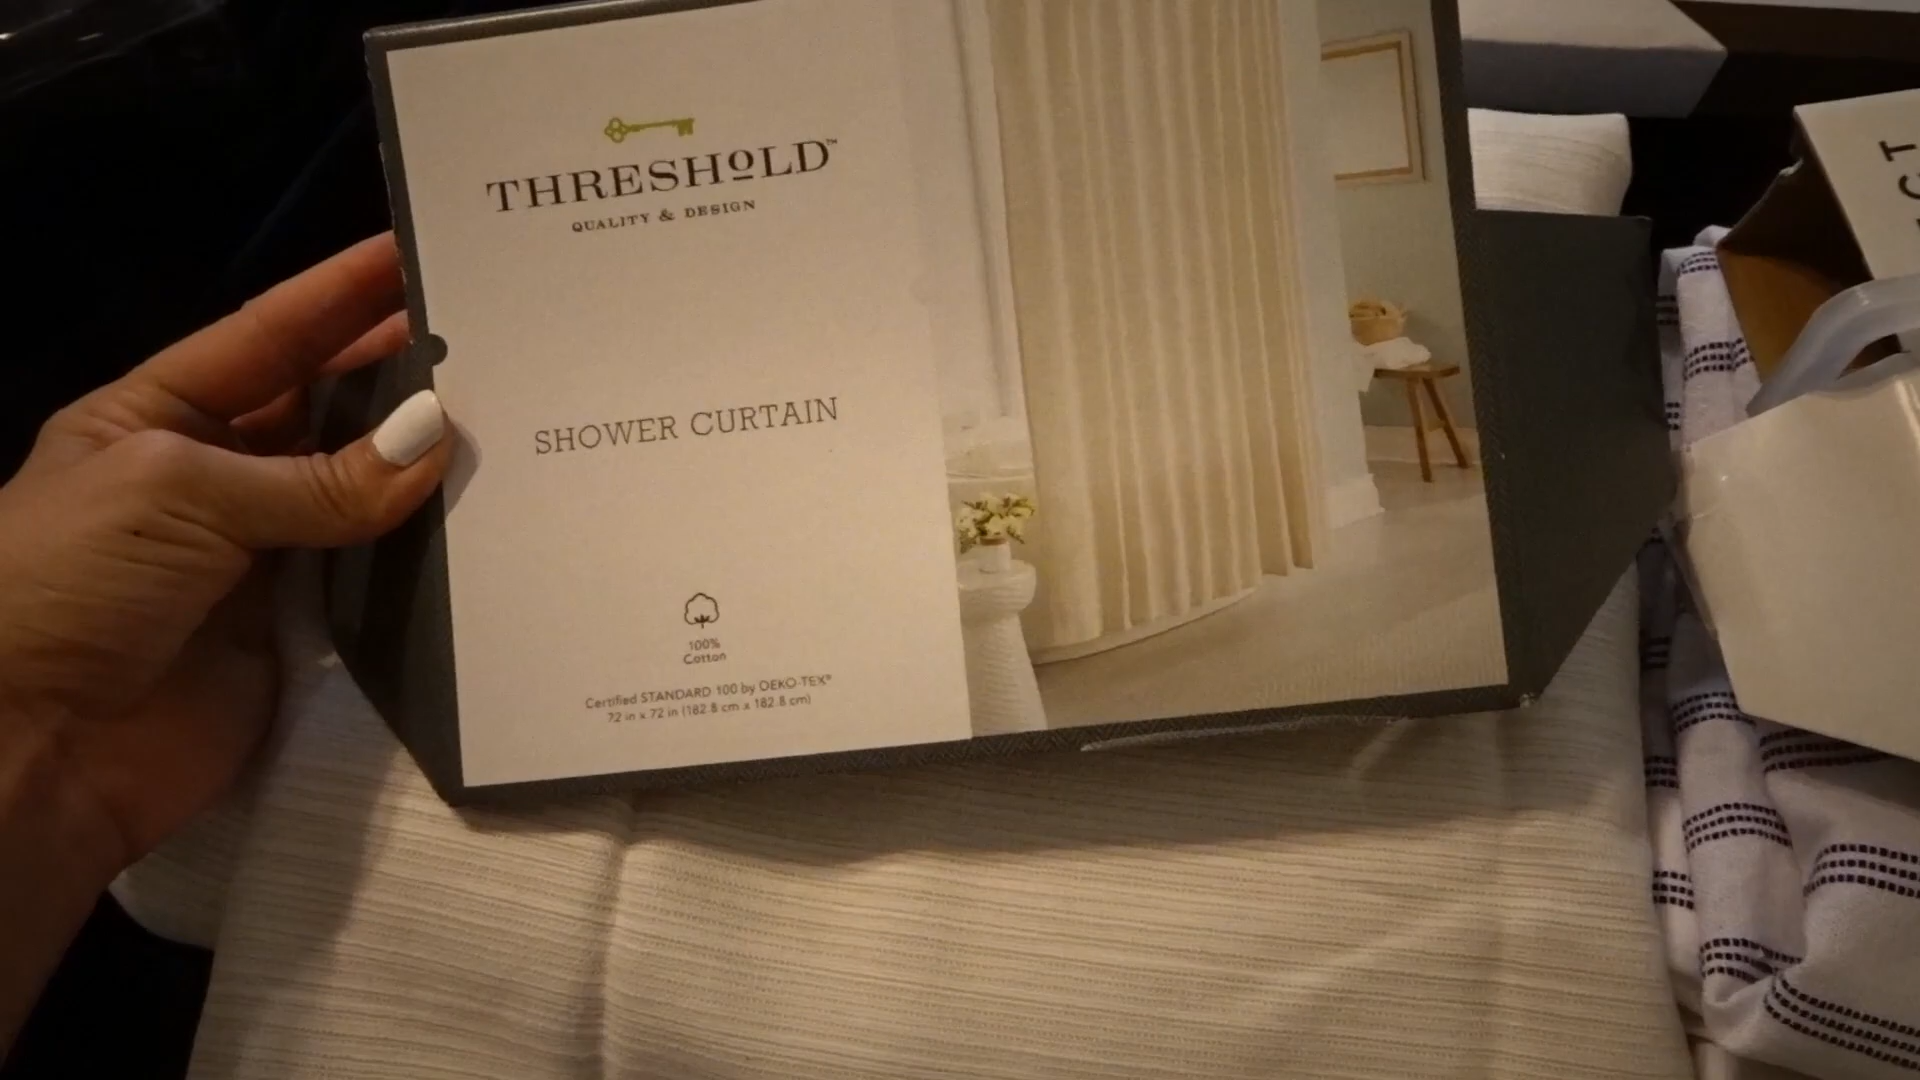 THRESHOLD™
QUALITY & DESIGN
SHOWER CURTAIN
100%
Cotton
Certified STANDARD 100 by OEKO-TEX®
72 in x 72 in (182.8 cm x 182.8 cm)